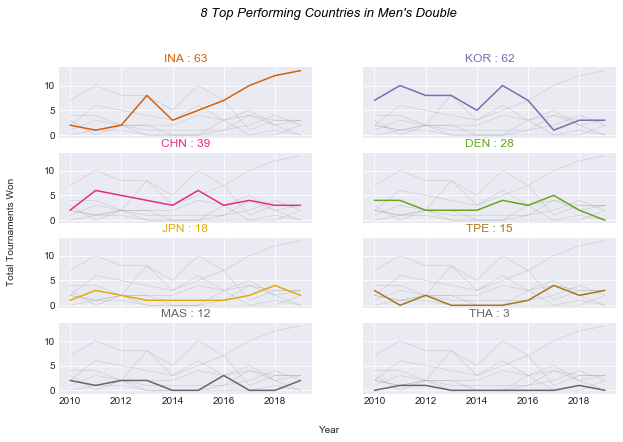 8 Top Performing Countries in Men's Double
INA : 63
KOR : 62
10
5
0
CHN : 39
DEN : 28
10
5
0
JPN : 18
TPE : 15
10
5
0
MAS : 12
THA : 3
10
5
0
2010 2012 2014 2016 2018
2010 2012 2014 2016 2018
Total Tournaments Won
Year